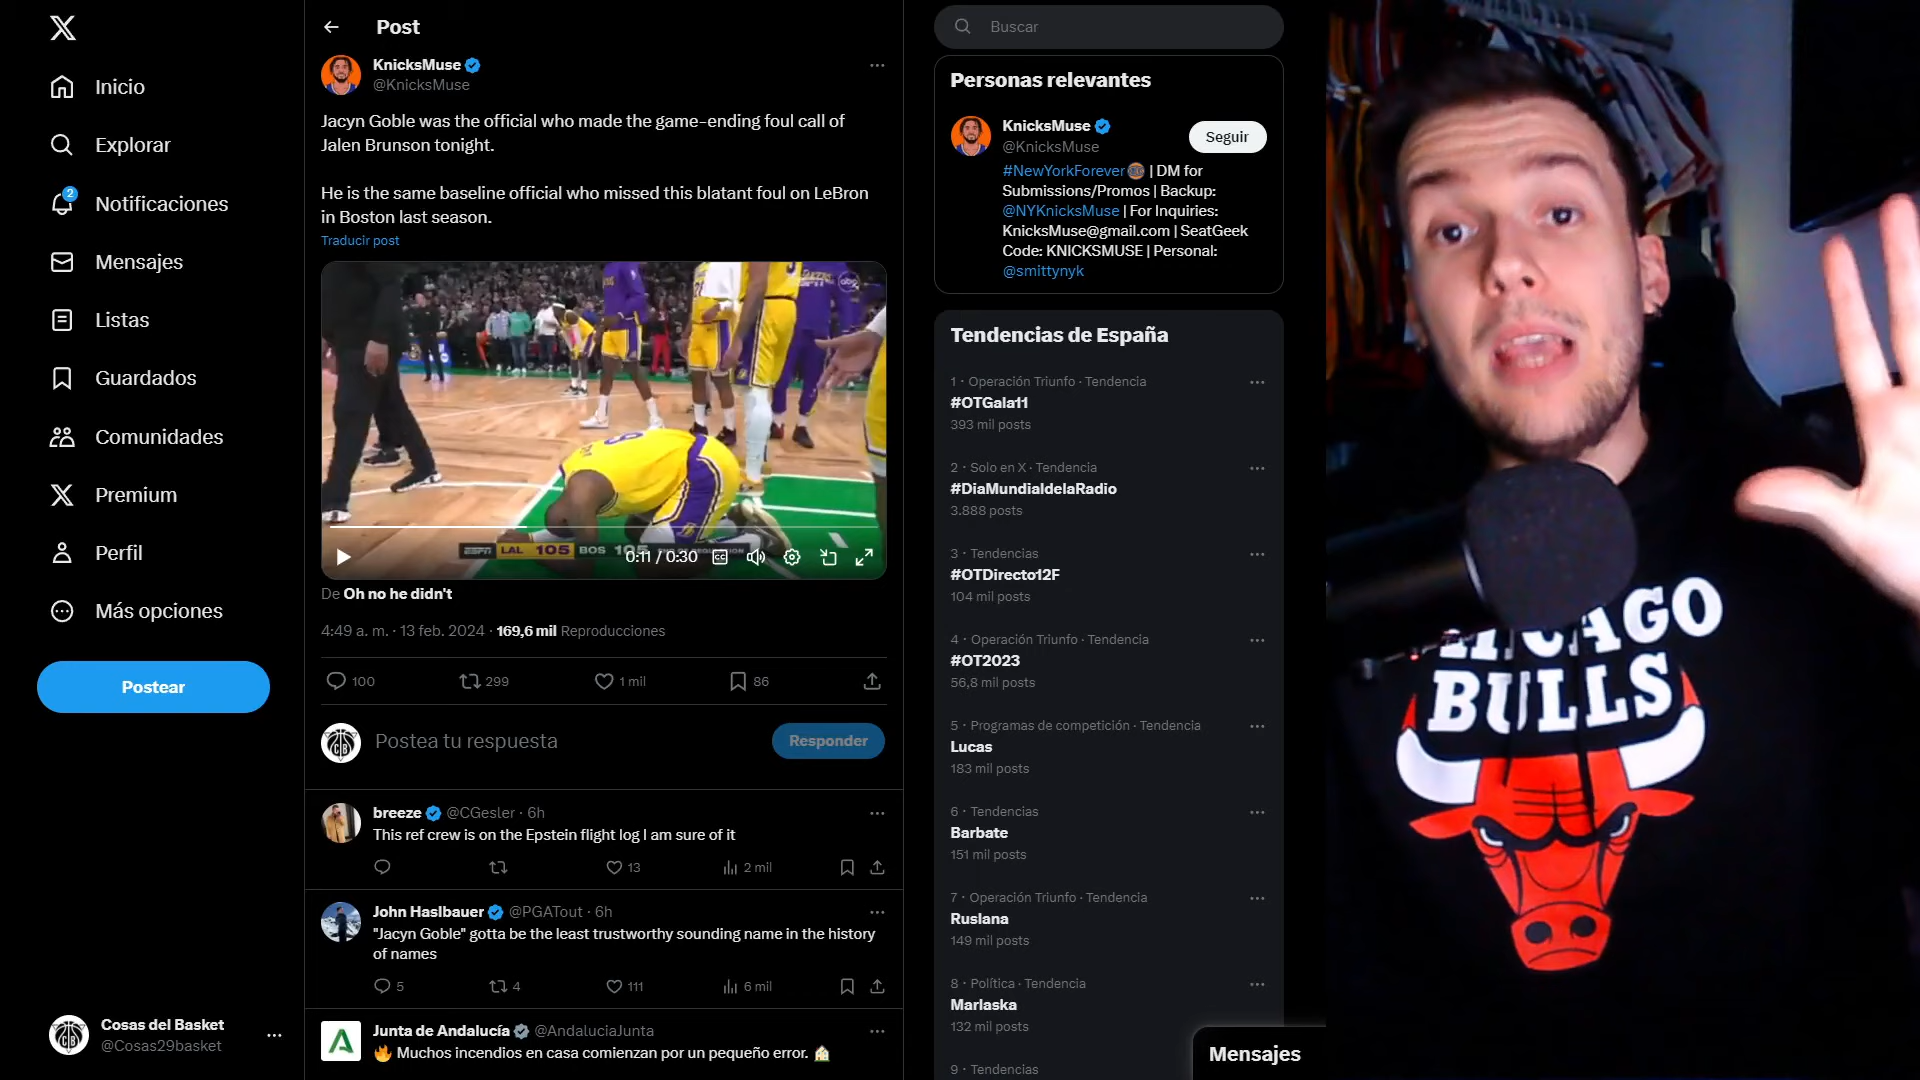 Inicio
Explorar
2
Notificaciones
Mensajes
Listas
Guardados
Comunidades
Premium
Perfil
Más opciones
Postear
Cosas del Basket
@Cosas29basket
Post
KnicksMuse
@KnicksMuse
Jacyn Goble was the official who made the game-ending foul call of
Jalen Brunson tonight.
He is the same baseline official who missed this blatant foul on LeBron
in Boston last season.
Traducir post
abc
ESPN LAL 105 BOS
0:11 / 0:30
De Oh no he didn't
4:49 a. m. · 13 feb. 2024 · 169,6 mil Reproducciones
100 299 1 mil 86
Postea tu respuesta
Responder
breeze @CGesler · 6h
This ref crew is on the Epstein flight log I am sure of it
13 2 mil
John Haslbauer @PGATout · 6h
"Jacyn Goble" gotta be the least trustworthy sounding name in the history
of names
5 4 111 6 mil
Junta de Andalucía @AndaluciaJunta
🔥 Muchos incendios en casa comienzan por un pequeño error. 🏠
Buscar
Personas relevantes
KnicksMuse
@KnicksMuse
Seguir
#NewYorkForever | DM for
Submissions/Promos | Backup:
@NYKnicksMuse | For Inquiries:
KnicksMuse@gmail.com | SeatGeek
Code: KNICKSMUSE | Personal:
@smittynyk
Tendencias de España
1 · Operación Triunfo · Tendencia
#OTGala11
393 mil posts
2 · Solo en X · Tendencia
#DiaMundialdelaRadio
3.888 posts
3 · Tendencias
#OTDirecto12F
104 mil posts
4 · Operación Triunfo · Tendencia
#OT2023
56,8 mil posts
5 · Programas de competición · Tendencia
Lucas
183 mil posts
6 · Tendencias
Barbate
151 mil posts
7 · Operación Triunfo · Tendencia
Ruslana
149 mil posts
8 · Política · Tendencia
Marlaska
132 mil posts
9 · Tendencias
Mensajes
CHICAGO
BULLS